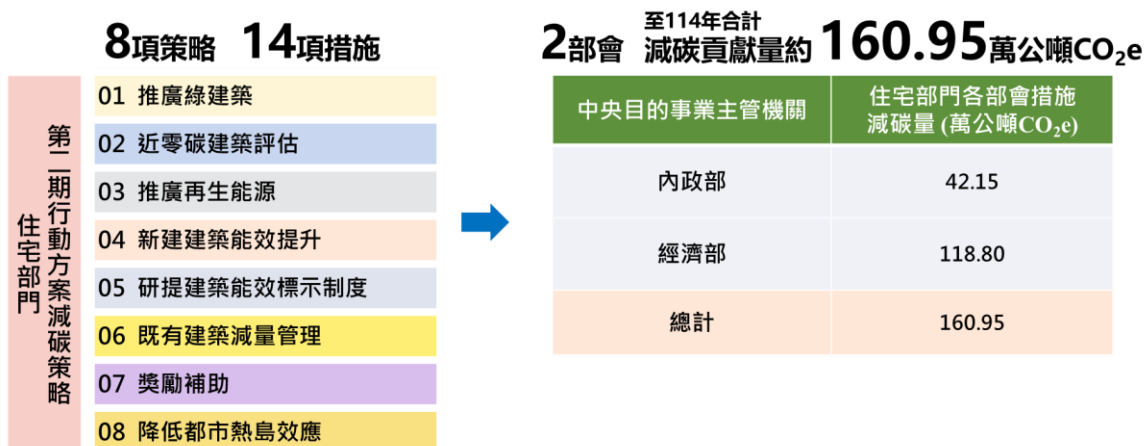 8項策略 14項措施
住宅部門
第二期行動方案減碳策略
01 推廣綠建築
02 近零碳建築評估
03 推廣再生能源
04 新建建築能效提升
05 研提建築能效標示制度
06 既有建築減量管理
07 獎勵補助
08 降低都市熱島效應
2部會 至114年合計
減碳貢獻量約 160.95萬公噸CO₂e
中央目的事業主管機關
住宅部門各部會措施
減碳量 (萬公噸CO₂e)
內政部 42.15
經濟部 118.80
總計 160.95